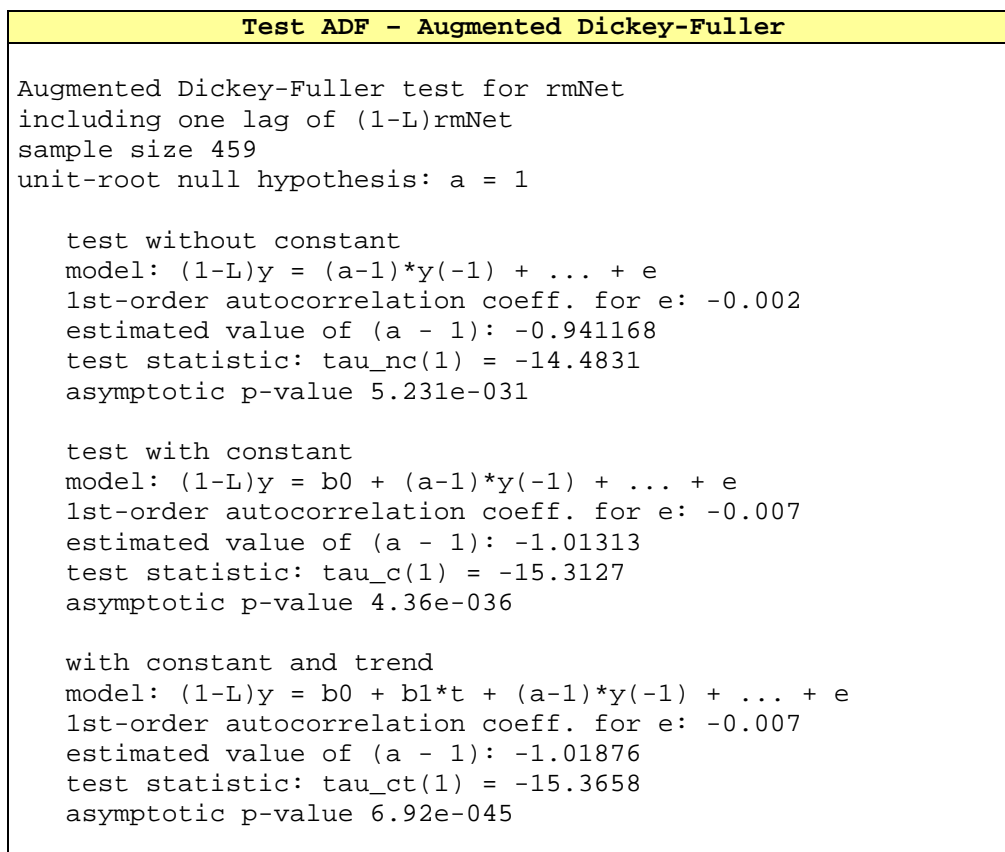 Test ADF – Augmented Dickey-Fuller
Augmented Dickey-Fuller test for rmNet
including one lag of (1-L)rmNet
sample size 459
unit-root null hypothesis: a = 1
test without constant
model: (1-L)y = (a-1)*y(-1) + ... + e
1st-order autocorrelation coeff. for e: -0.002
estimated value of (a - 1): -0.941168
test statistic: tau_nc(1) = -14.4831
asymptotic p-value 5.231e-031
test with constant
model: (1-L)y = b0 + (a-1)*y(-1) + ... + e
1st-order autocorrelation coeff. for e: -0.007
estimated value of (a - 1): -1.01313
test statistic: tau_c(1) = -15.3127
asymptotic p-value 4.36e-036
with constant and trend
model: (1-L)y = b0 + b1*t + (a-1)*y(-1) + ... + e
1st-order autocorrelation coeff. for e: -0.007
estimated value of (a - 1): -1.01876
test statistic: tau_ct(1) = -15.3658
asymptotic p-value 6.92e-045